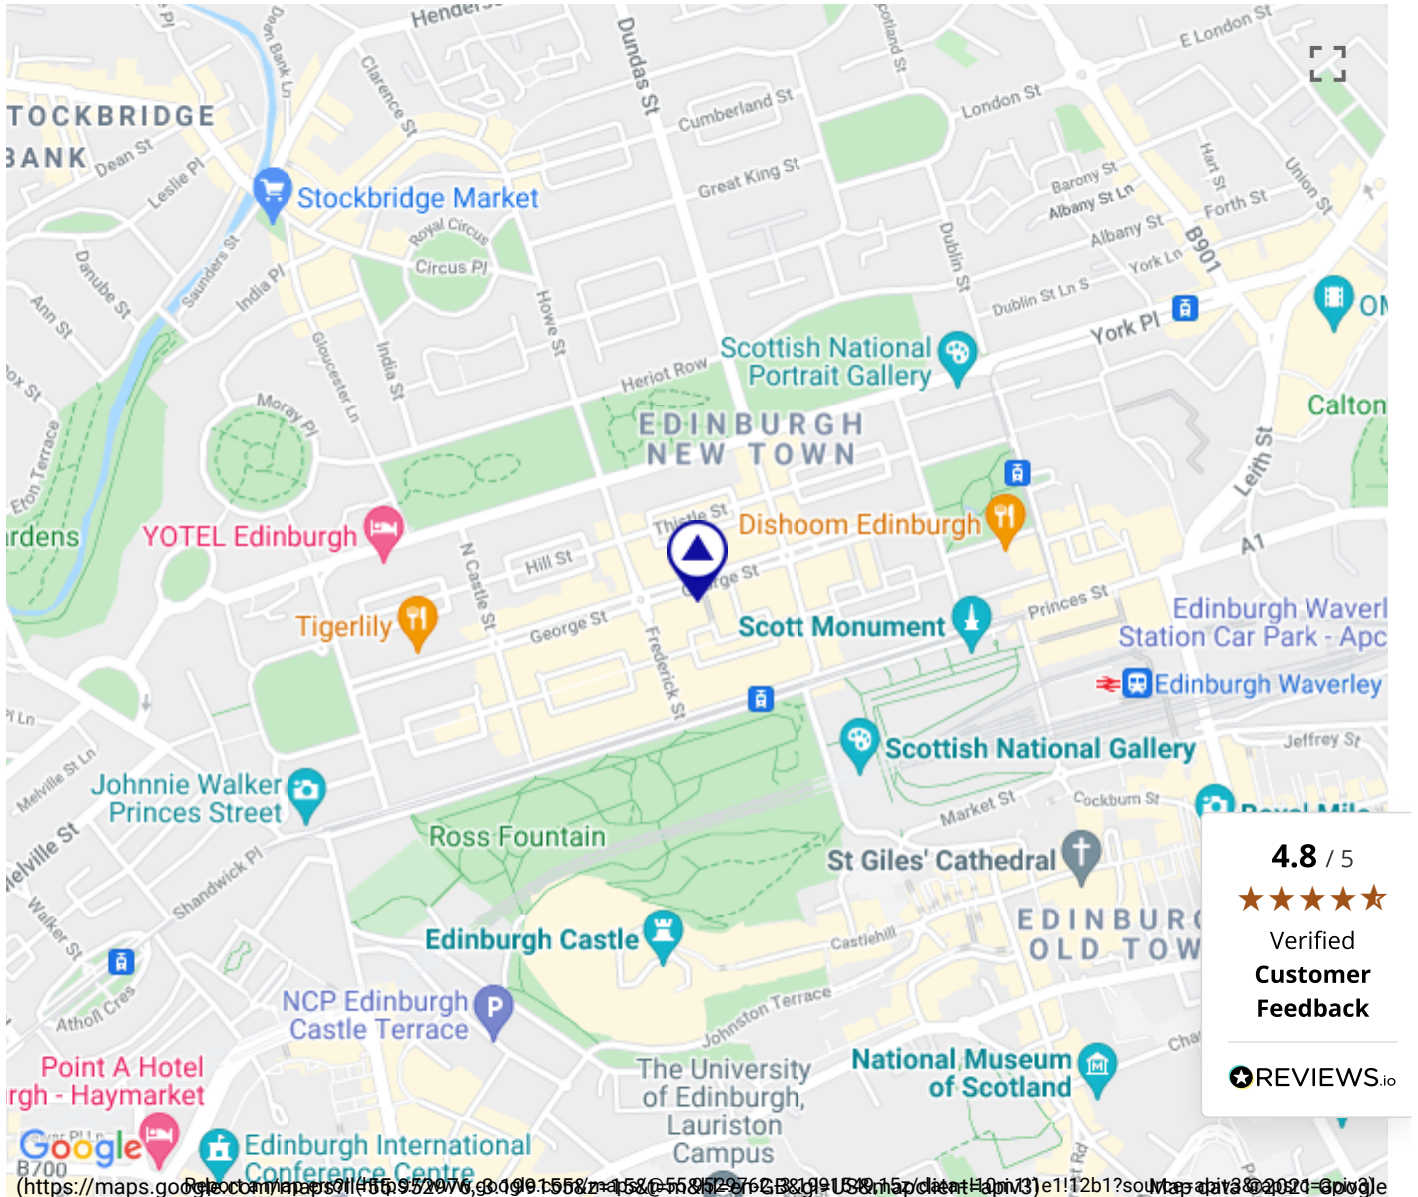 Henders
Dean Bank Ln
Dundas St
E London St
Clarence St
Cumberland St
London St
TOCKBRIDGE
BANK
Dean St
Leslie Pl
Great King St
Barony St
Albany St Ln
Hart St
Union St
Forth St
Stockbridge Market
Royal Circus
Circus Pl
Albany St
York Ln
B901
Dublin St
Dublin St Ln S
Saunders St
India Pl
Danube St
Ann St
Howe St
York Pl
Gloucester Ln
India St
Scottish National
Portrait Gallery
Heriot Row
Moray Pl
EDINBURGH
NEW TOWN
Calton
Leith St
Eton Terrace
Thistle St
Dishoom Edinburgh
YOTEL Edinburgh
rdens
A1
Hill St
N Castle St
George St
Princes St
Tigerlily
George St
Scott Monument
Edinburgh Waverl
Station Car Park - Apc
Frederick St
Edinburgh Waverley
Pl Ln
Scottish National Gallery
Jeffrey St
Melville St Ln
Johnnie Walker
Princes Street
Market St
Cockburn St
Royal Mile
Melville St
Ross Fountain
Shandwick Pl
St Giles' Cathedral
4.8 / 5
Verified
Customer
Feedback
REVIEWS.io
Walker St
Edinburgh Castle
Castlehill
EDINBURG
OLD TOW
NCP Edinburgh
Castle Terrace
Atholl Cres
Johnston Terrace
Point A Hotel
rgh - Haymarket
The University
of Edinburgh,
Lauriston
Campus
National Museum
of Scotland
Google
B700
Edinburgh International
Conference Centre